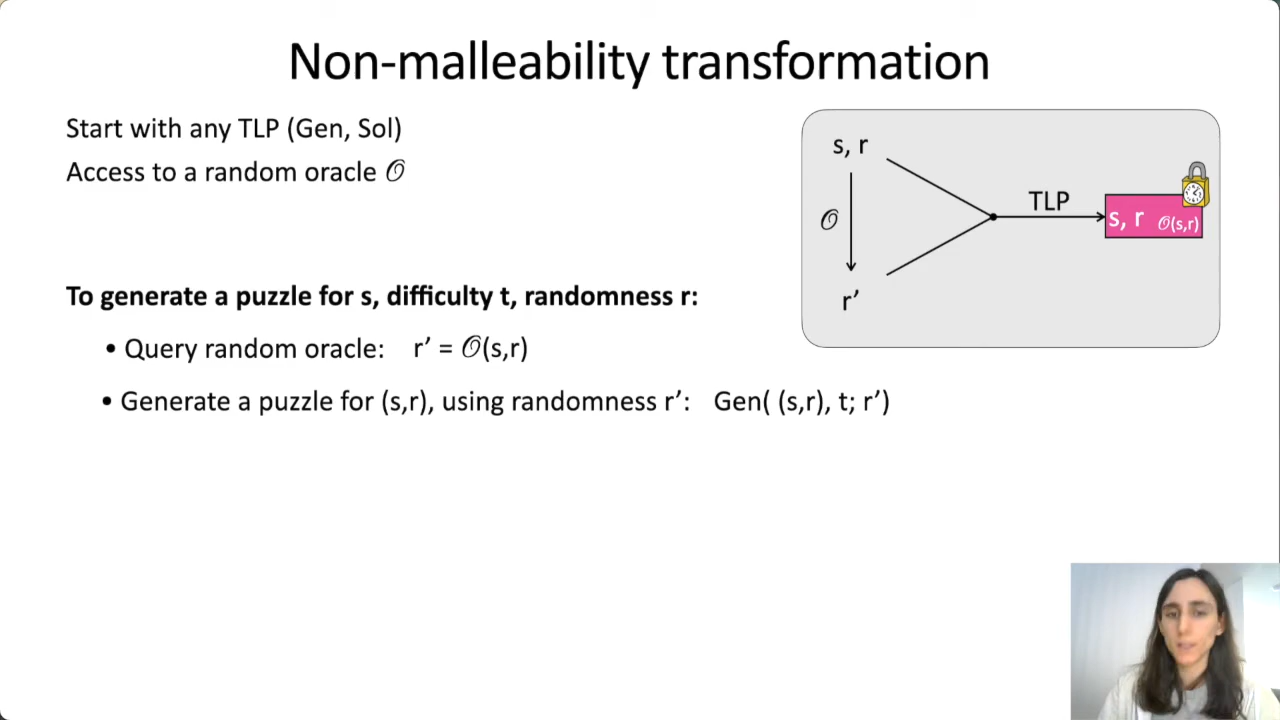 Non-malleability transformation
Start with any TLP (Gen, Sol)
Access to a random oracle 𝒪
s, r
𝒪
r’
TLP
s, r 𝒪(s,r)
To generate a puzzle for s, difficulty t, randomness r:
• Query random oracle: r’ = 𝒪(s,r)
• Generate a puzzle for (s,r), using randomness r’: Gen( (s,r), t; r’)